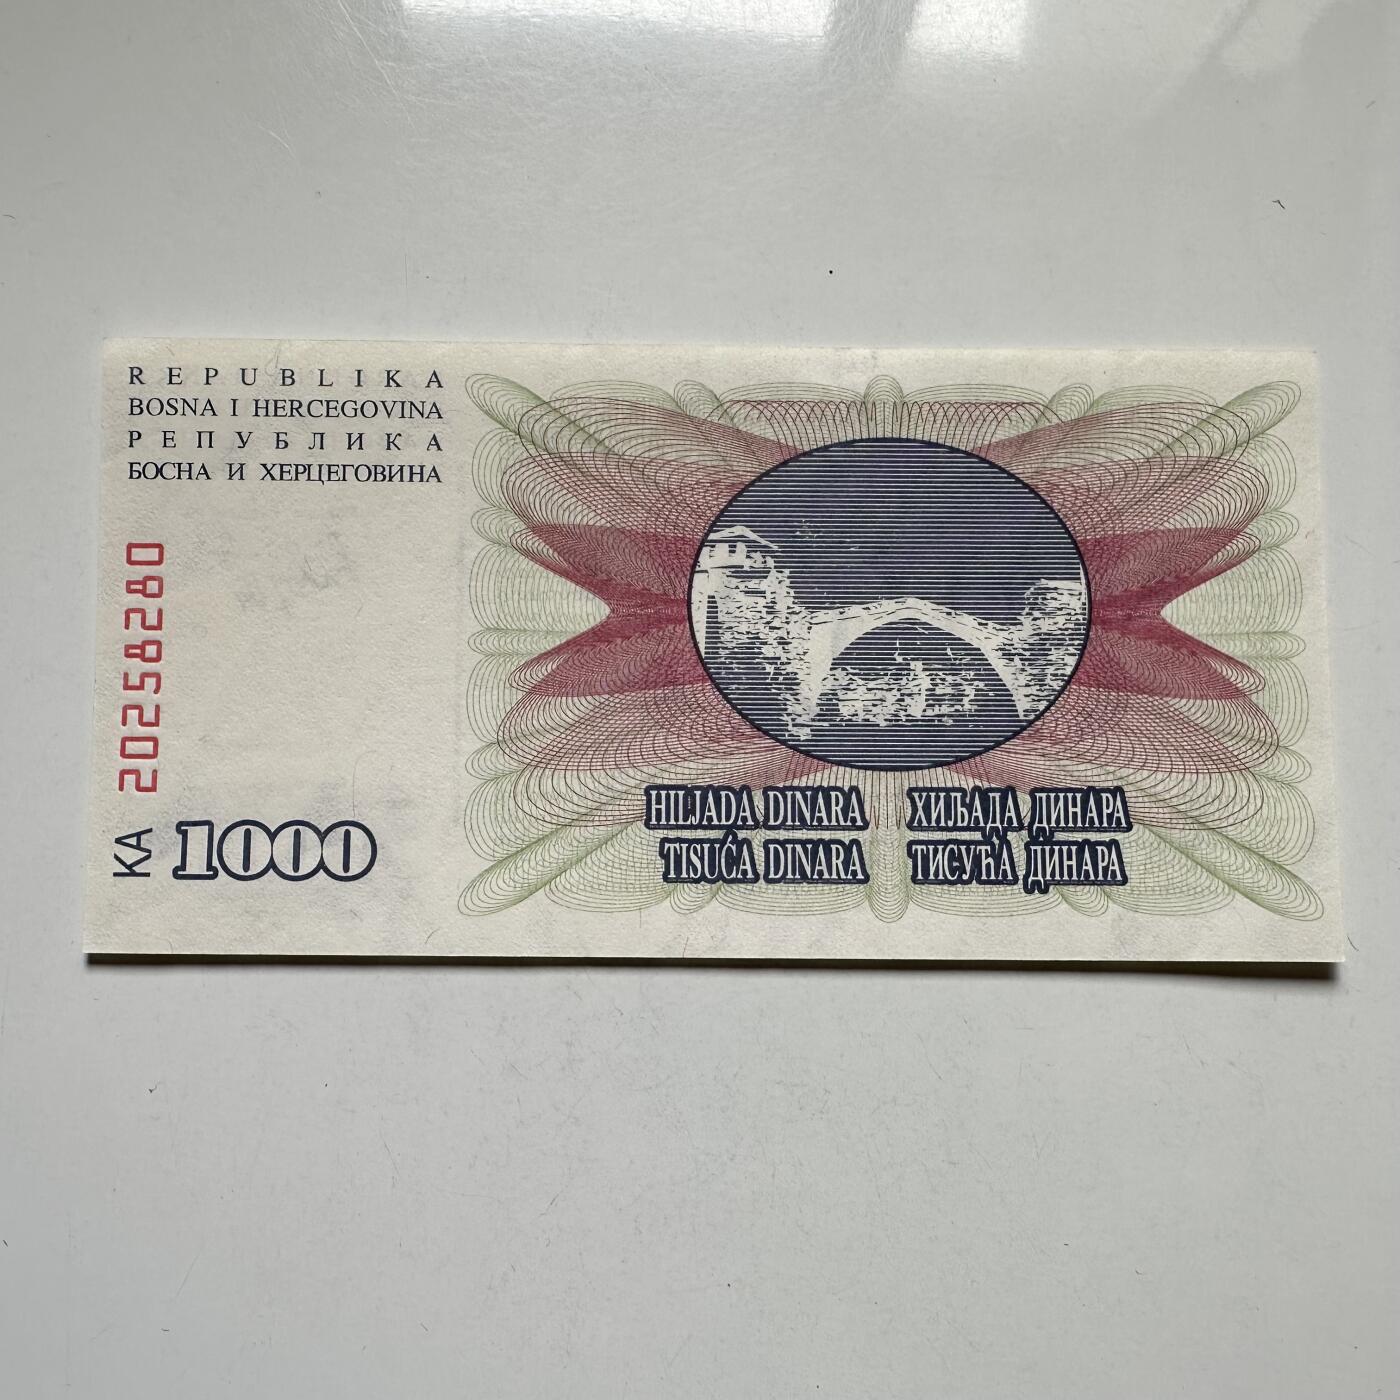 REPUBLIKA
BOSNA I HERCEGOVINA
РЕПУБЛИКА
БОСНА И ХЕРЦЕГОВИНА
20258280
KA
1000
HILJADA DINARA ХИЉАДА ДИНАРА
TISUĆA DINARA ТИСУЋА ДИНАРА